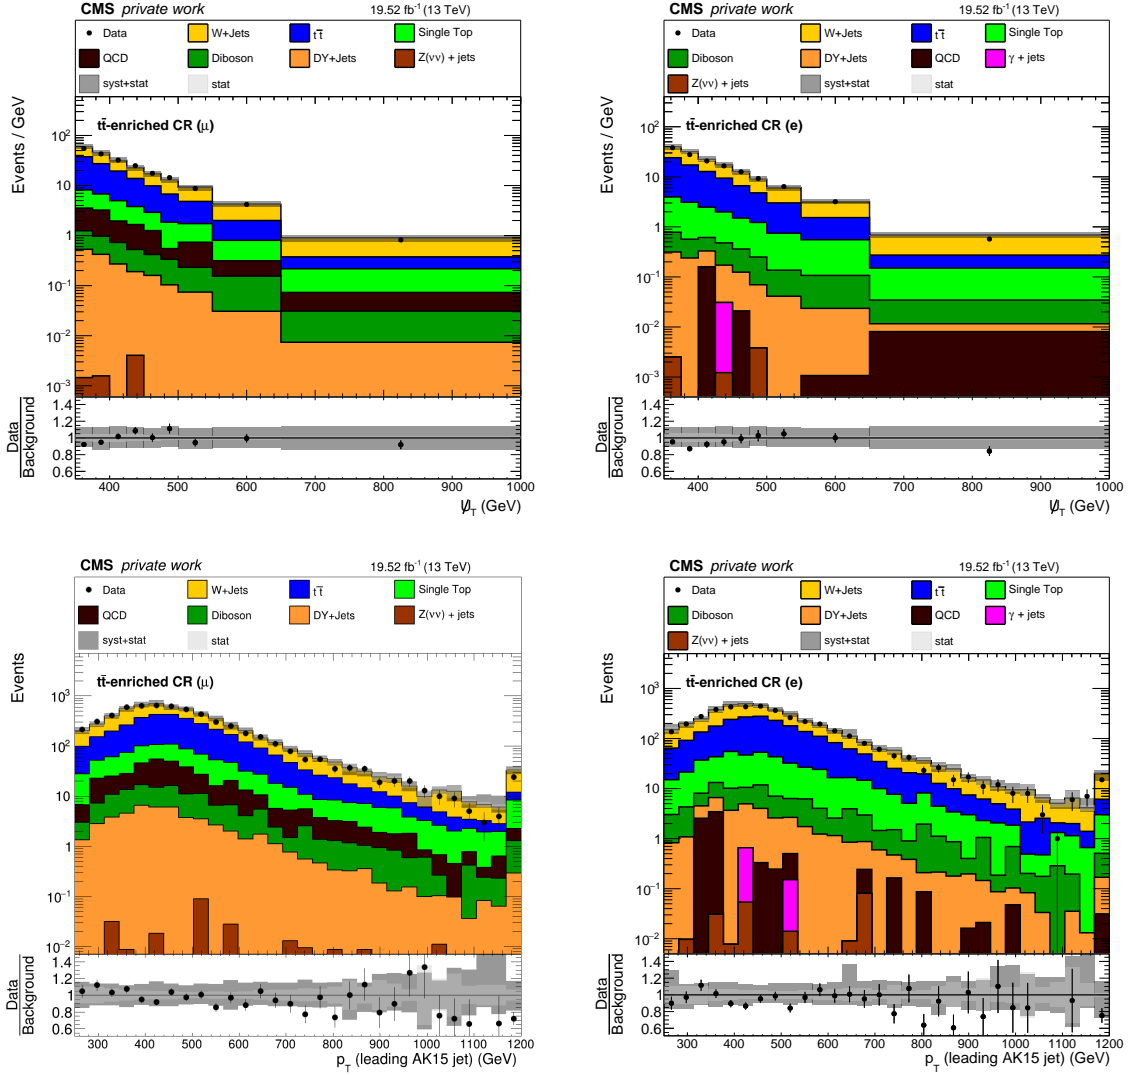 CMS private work 19.52 fb⁻¹ (13 TeV)
Data W+Jets tt̅ Single Top
QCD Diboson DY+Jets Z(νν) + jets
syst+stat stat
tt̅-enriched CR (μ)
Events / GeV
10²
10
1
10⁻¹
10⁻²
10⁻³
Data
Background
1.4
1.2
1
0.8
0.6
400 500 600 700 800 900 1000
p̸_T (GeV)
CMS private work 19.52 fb⁻¹ (13 TeV)
Data W+Jets tt̅ Single Top
Diboson DY+Jets QCD γ + jets
Z(νν) + jets syst+stat stat
tt̅-enriched CR (e)
Events / GeV
10²
10
1
10⁻¹
10⁻²
10⁻³
Data
Background
1.4
1.2
1
0.8
0.6
400 500 600 700 800 900 1000
p̸_T (GeV)
CMS private work 19.52 fb⁻¹ (13 TeV)
Data W+Jets tt̅ Single Top
QCD Diboson DY+Jets Z(νν) + jets
syst+stat stat
tt̅-enriched CR (μ)
Events
10³
10²
10
1
10⁻¹
10⁻²
Data
Background
1.4
1.2
1
0.8
0.6
300 400 500 600 700 800 900 1000 1100 1200
p_T (leading AK15 jet) (GeV)
CMS private work 19.52 fb⁻¹ (13 TeV)
Data W+Jets tt̅ Single Top
Diboson DY+Jets QCD γ + jets
Z(νν) + jets syst+stat stat
tt̅-enriched CR (e)
Events
10³
10²
10
1
10⁻¹
10⁻²
Data
Background
1.4
1.2
1
0.8
0.6
300 400 500 600 700 800 900 1000 1100 1200
p_T (leading AK15 jet) (GeV)